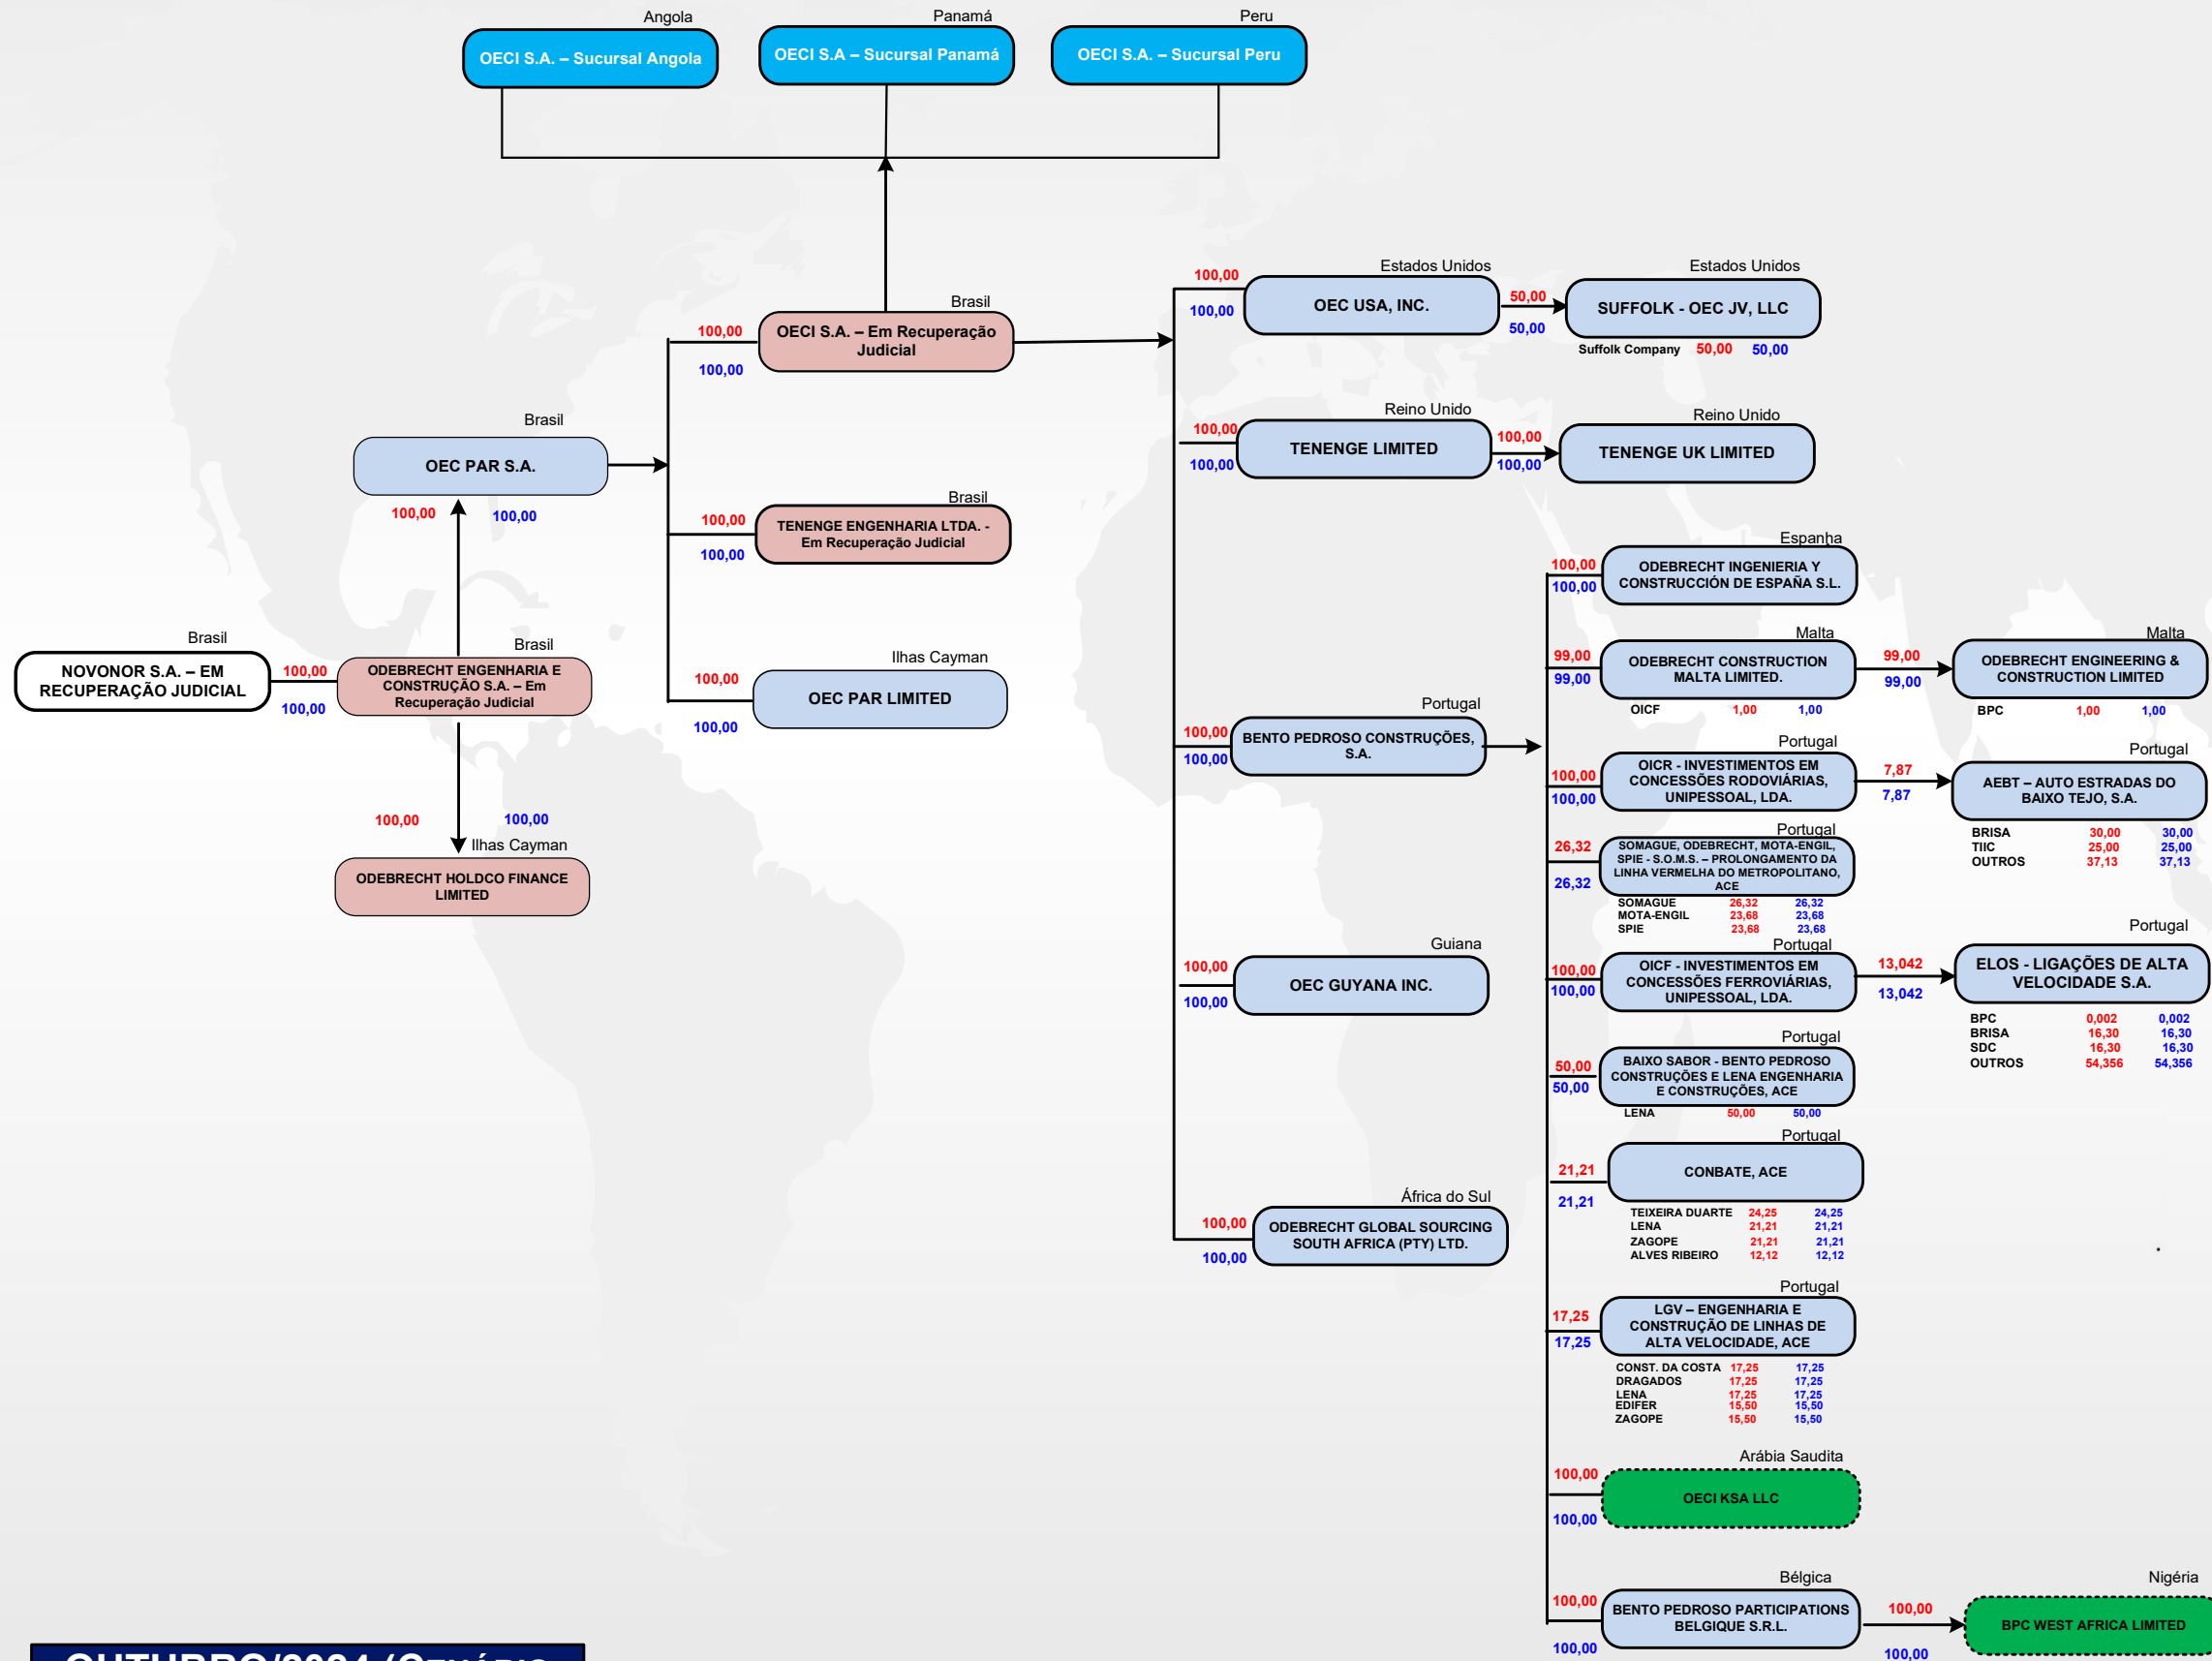 Angola
OECI S.A. – Sucursal Angola
Panamá
OECI S.A – Sucursal Panamá
Peru
OECI S.A. – Sucursal Peru
Brasil
NOVONOR S.A. – EM
RECUPERAÇÃO JUDICIAL
100,00
100,00
Brasil
ODEBRECHT ENGENHARIA E
CONSTRUÇÃO S.A. – Em
Recuperação Judicial
Brasil
OEC PAR S.A.
100,00
100,00
100,00
100,00
Ilhas Cayman
ODEBRECHT HOLDCO FINANCE
LIMITED
100,00
100,00
Brasil
OECI S.A. – Em Recuperação
Judicial
100,00
100,00
Brasil
TENENGE ENGENHARIA LTDA. -
Em Recuperação Judicial
100,00
100,00
Ilhas Cayman
OEC PAR LIMITED
100,00
100,00
Estados Unidos
OEC USA, INC.
50,00
50,00
Estados Unidos
SUFFOLK - OEC JV, LLC
Suffolk Company 50,00 50,00
100,00
100,00
Reino Unido
TENENGE LIMITED
100,00
100,00
Reino Unido
TENENGE UK LIMITED
100,00
100,00
Portugal
BENTO PEDROSO CONSTRUÇÕES,
S.A.
100,00
100,00
Guiana
OEC GUYANA INC.
100,00
100,00
África do Sul
ODEBRECHT GLOBAL SOURCING
SOUTH AFRICA (PTY) LTD.
100,00
100,00
Espanha
ODEBRECHT INGENIERIA Y
CONSTRUCCIÓN DE ESPAÑA S.L.
99,00
99,00
Malta
ODEBRECHT CONSTRUCTION
MALTA LIMITED.
OICF 1,00 1,00
99,00
99,00
Malta
ODEBRECHT ENGINEERING &
CONSTRUCTION LIMITED
BPC 1,00 1,00
100,00
100,00
Portugal
OICR - INVESTIMENTOS EM
CONCESSÕES RODOVIÁRIAS,
UNIPESSOAL, LDA.
7,87
7,87
Portugal
AEBT – AUTO ESTRADAS DO
BAIXO TEJO, S.A.
BRISA 30,00 30,00
TIIC 25,00 25,00
OUTROS 37,13 37,13
26,32
26,32
Portugal
SOMAGUE, ODEBRECHT, MOTA-ENGIL,
SPIE - S.O.M.S. – PROLONGAMENTO DA
LINHA VERMELHA DO METROPOLITANO,
ACE
SOMAGUE 26,32 26,32
MOTA-ENGIL 23,68 23,68
SPIE 23,68 23,68
100,00
100,00
Portugal
OICF - INVESTIMENTOS EM
CONCESSÕES FERROVIÁRIAS,
UNIPESSOAL, LDA.
13,042
13,042
Portugal
ELOS - LIGAÇÕES DE ALTA
VELOCIDADE S.A.
BPC 0,002 0,002
BRISA 16,30 16,30
SDC 16,30 16,30
OUTROS 54,356 54,356
50,00
50,00
Portugal
BAIXO SABOR - BENTO PEDROSO
CONSTRUÇÕES E LENA ENGENHARIA
E CONSTRUÇÕES, ACE
LENA 50,00 50,00
21,21
21,21
Portugal
CONBATE, ACE
TEIXEIRA DUARTE 24,25 24,25
LENA 21,21 21,21
ZAGOPE 21,21 21,21
ALVES RIBEIRO 12,12 12,12
17,25
17,25
Portugal
LGV – ENGENHARIA E
CONSTRUÇÃO DE LINHAS DE
ALTA VELOCIDADE, ACE
CONST. DA COSTA 17,25 17,25
DRAGADOS 17,25 17,25
LENA 17,25 17,25
EDIFER 15,50 15,50
ZAGOPE 15,50 15,50
100,00
100,00
Arábia Saudita
OECI KSA LLC
100,00
100,00
Bélgica
BENTO PEDROSO PARTICIPATIONS
BELGIQUE S.R.L.
100,00
100,00
Nigéria
BPC WEST AFRICA LIMITED
OUTUBRO/2024 (CENÁRIO